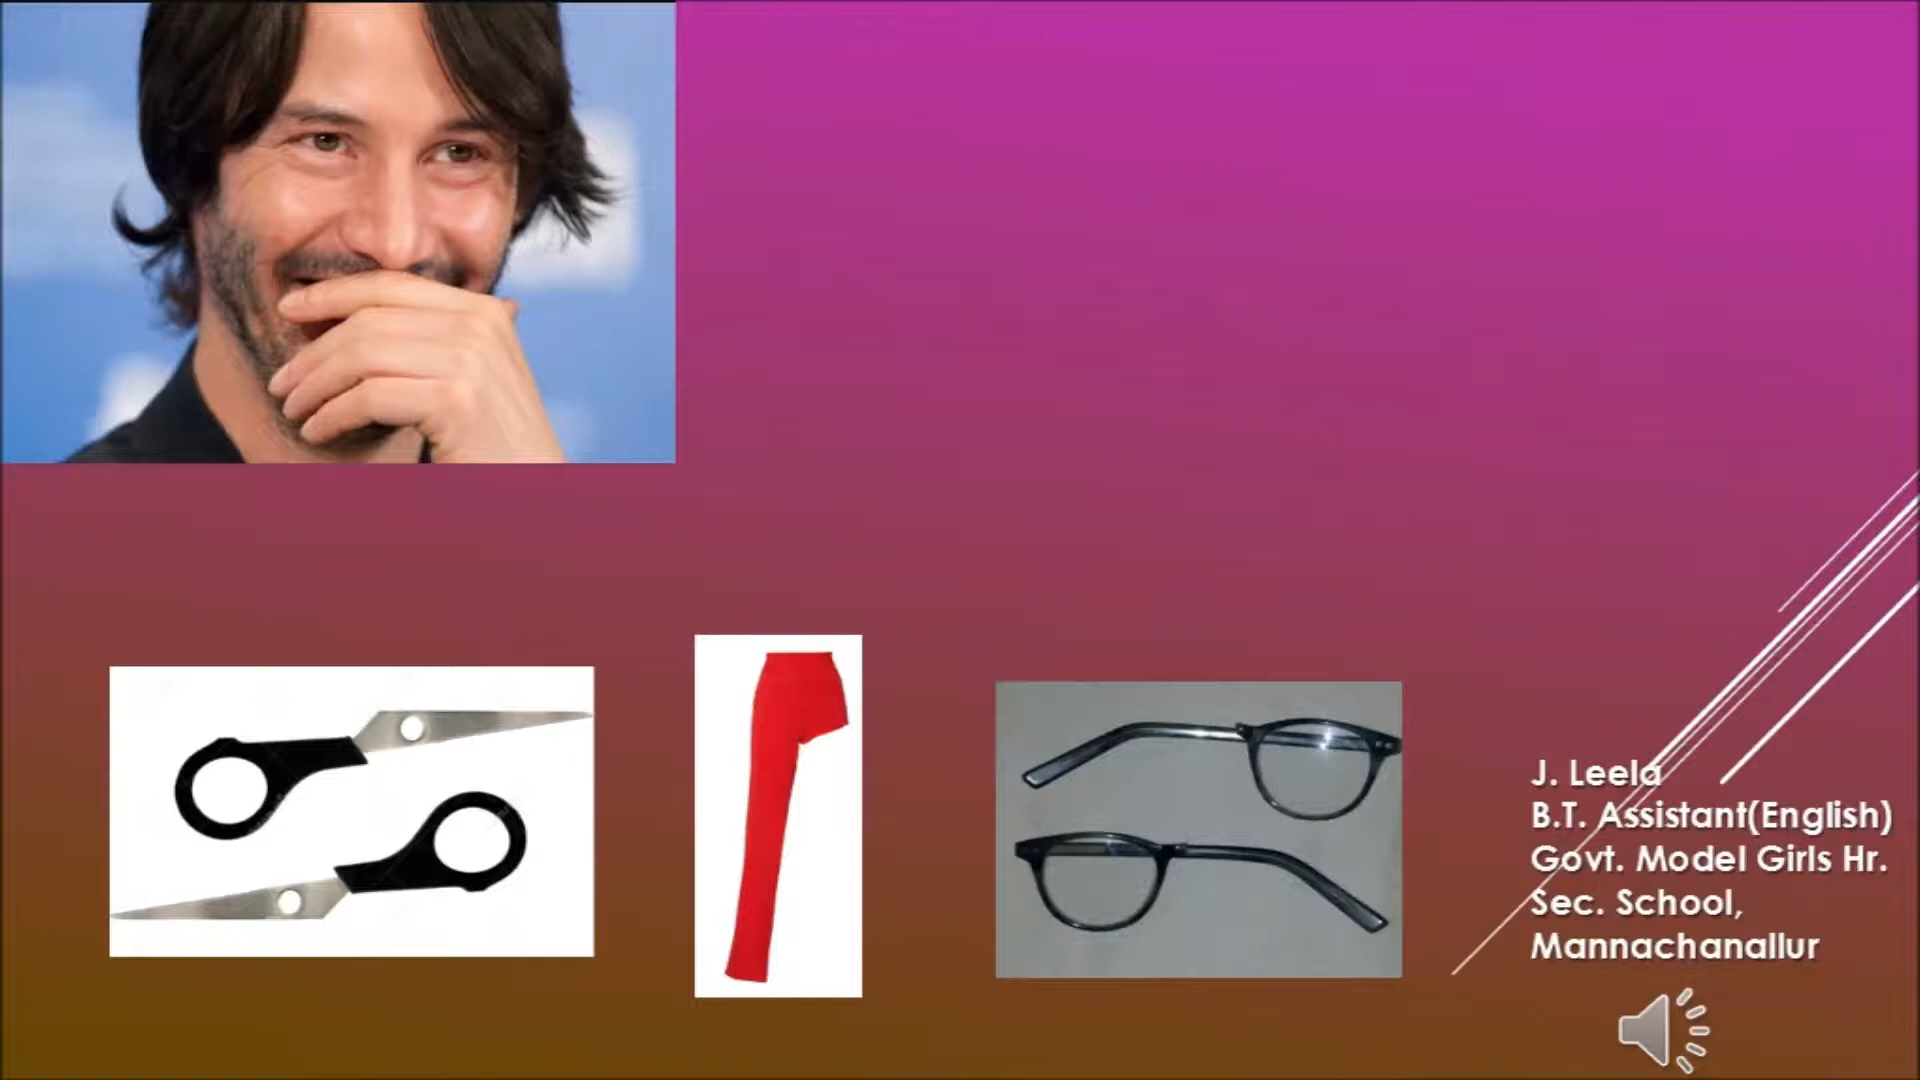 J. Leela
B.T. Assistant(English)
Govt. Model Girls Hr.
Sec. School,
Mannachanallur